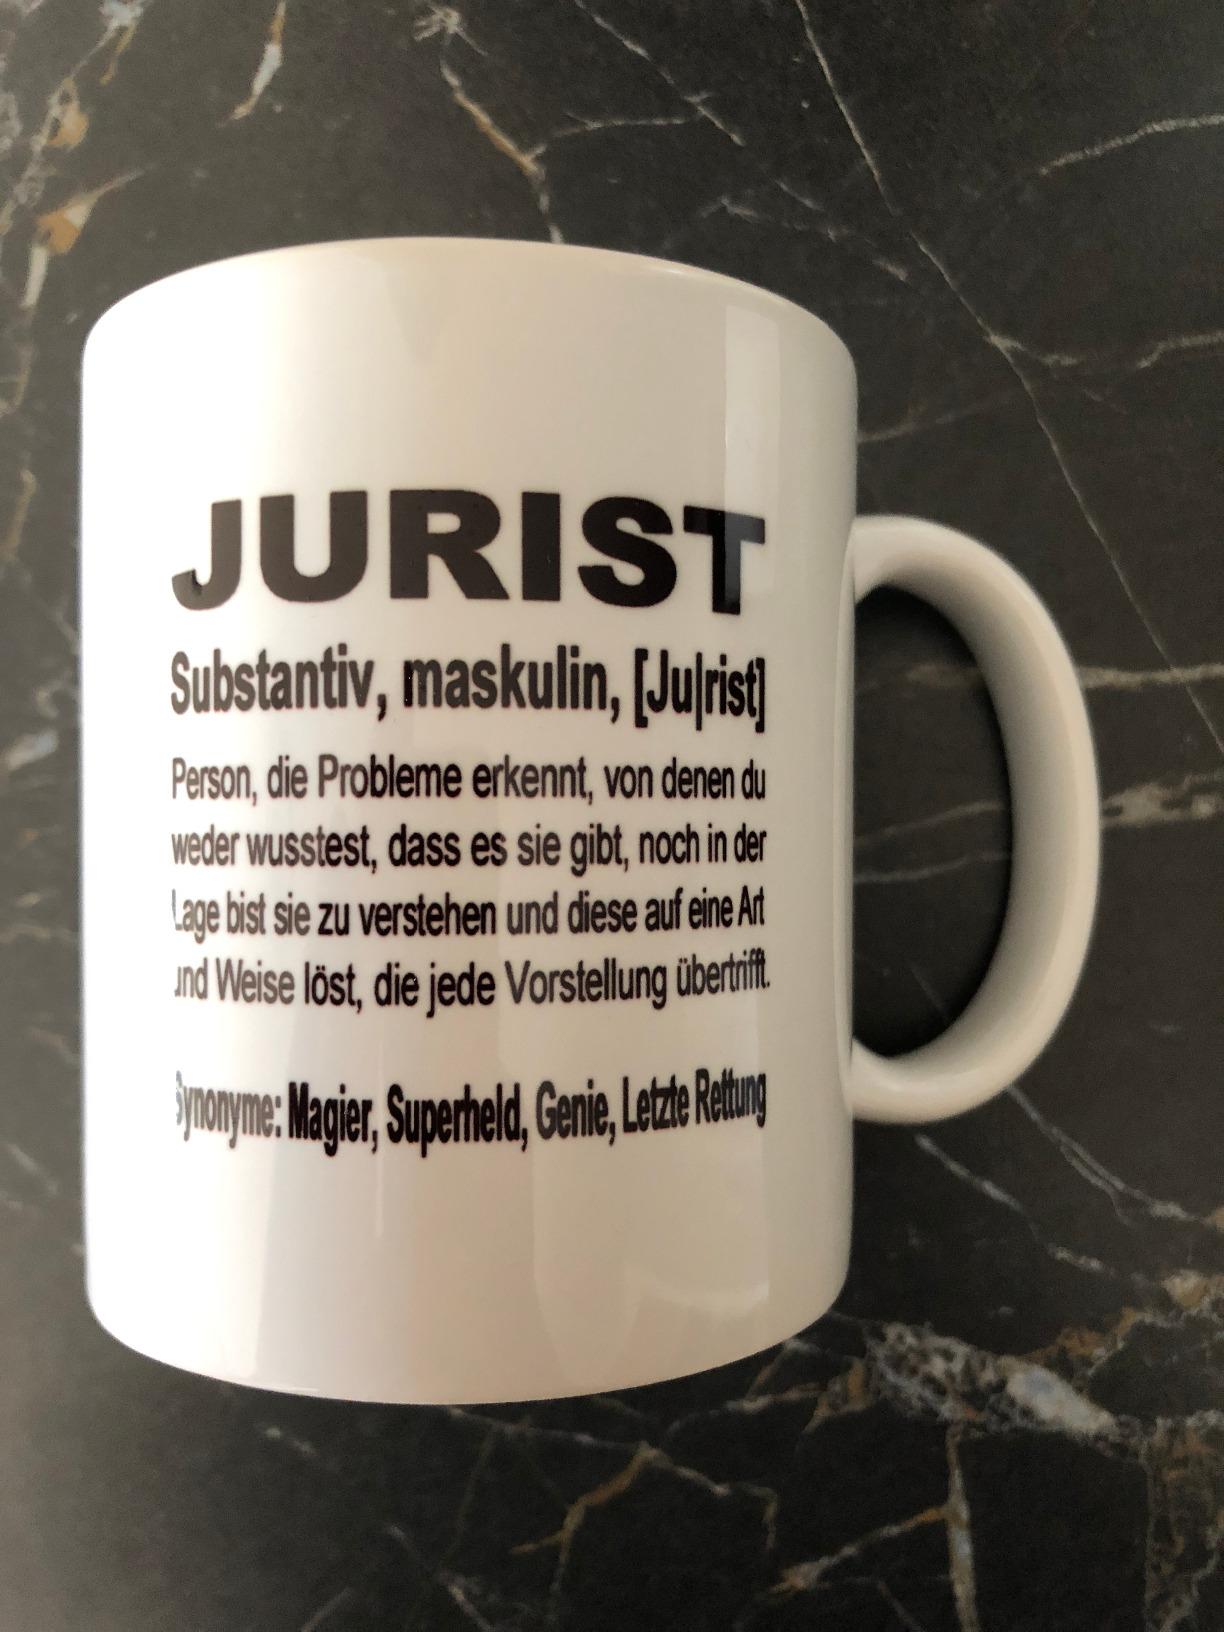 JURIST
Substantiv, maskulin, [Ju|rist]
Person, die Probleme erkennt, von denen du
weder wusstest, dass es sie gibt, noch in der
Lage bist sie zu verstehen und diese auf eine Art
und Weise löst, die jede Vorstellung übertrifft.
Synonyme: Magier, Superheld, Genie, Letzte Rettung